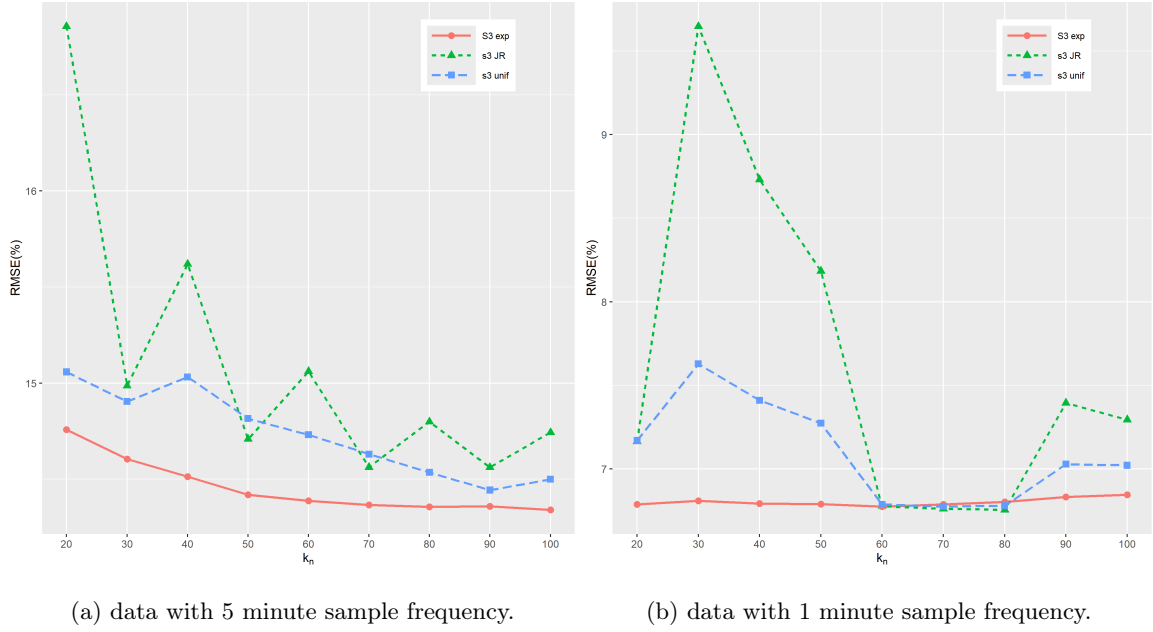 S3 exp
s3 JR
s3 unif
RMSE(%)
16
15
20 30 40 50 60 70 80 90 100
kn
(a) data with 5 minute sample frequency.
S3 exp
s3 JR
s3 unif
RMSE(%)
9
8
7
20 30 40 50 60 70 80 90 100
kn
(b) data with 1 minute sample frequency.